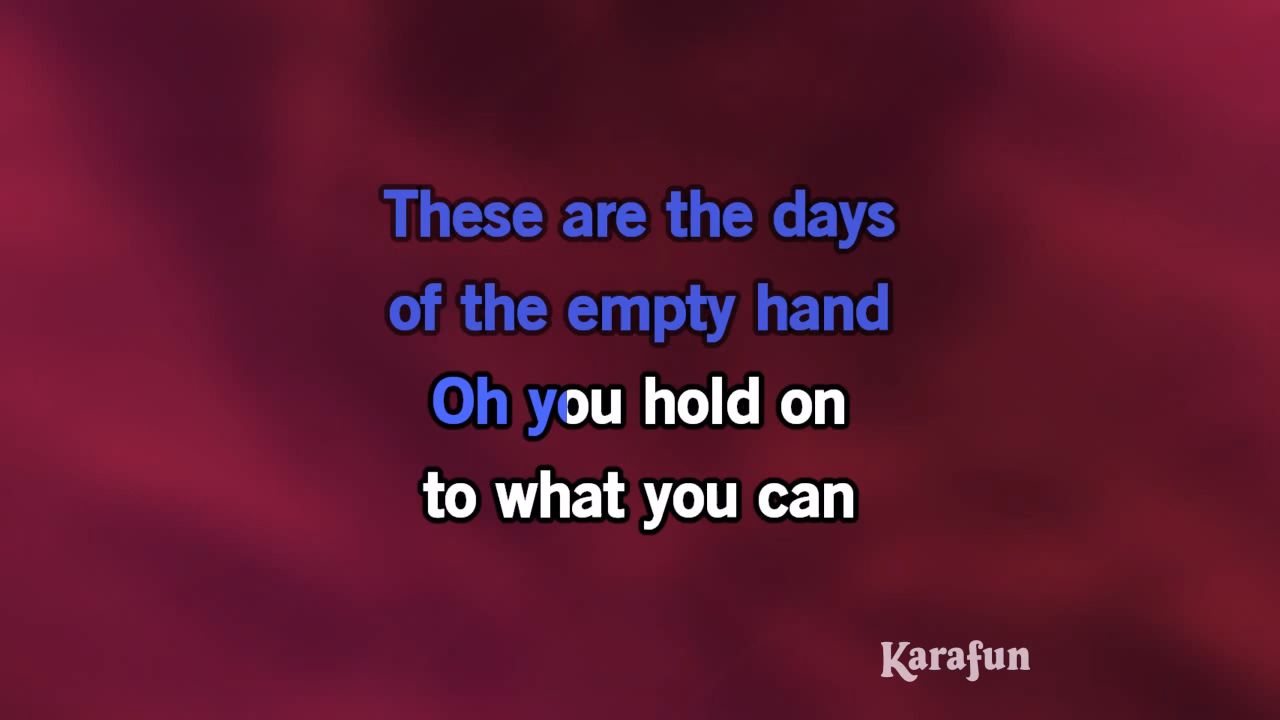 These are the days
of the empty hand
Oh you hold on
to what you can
Karafun